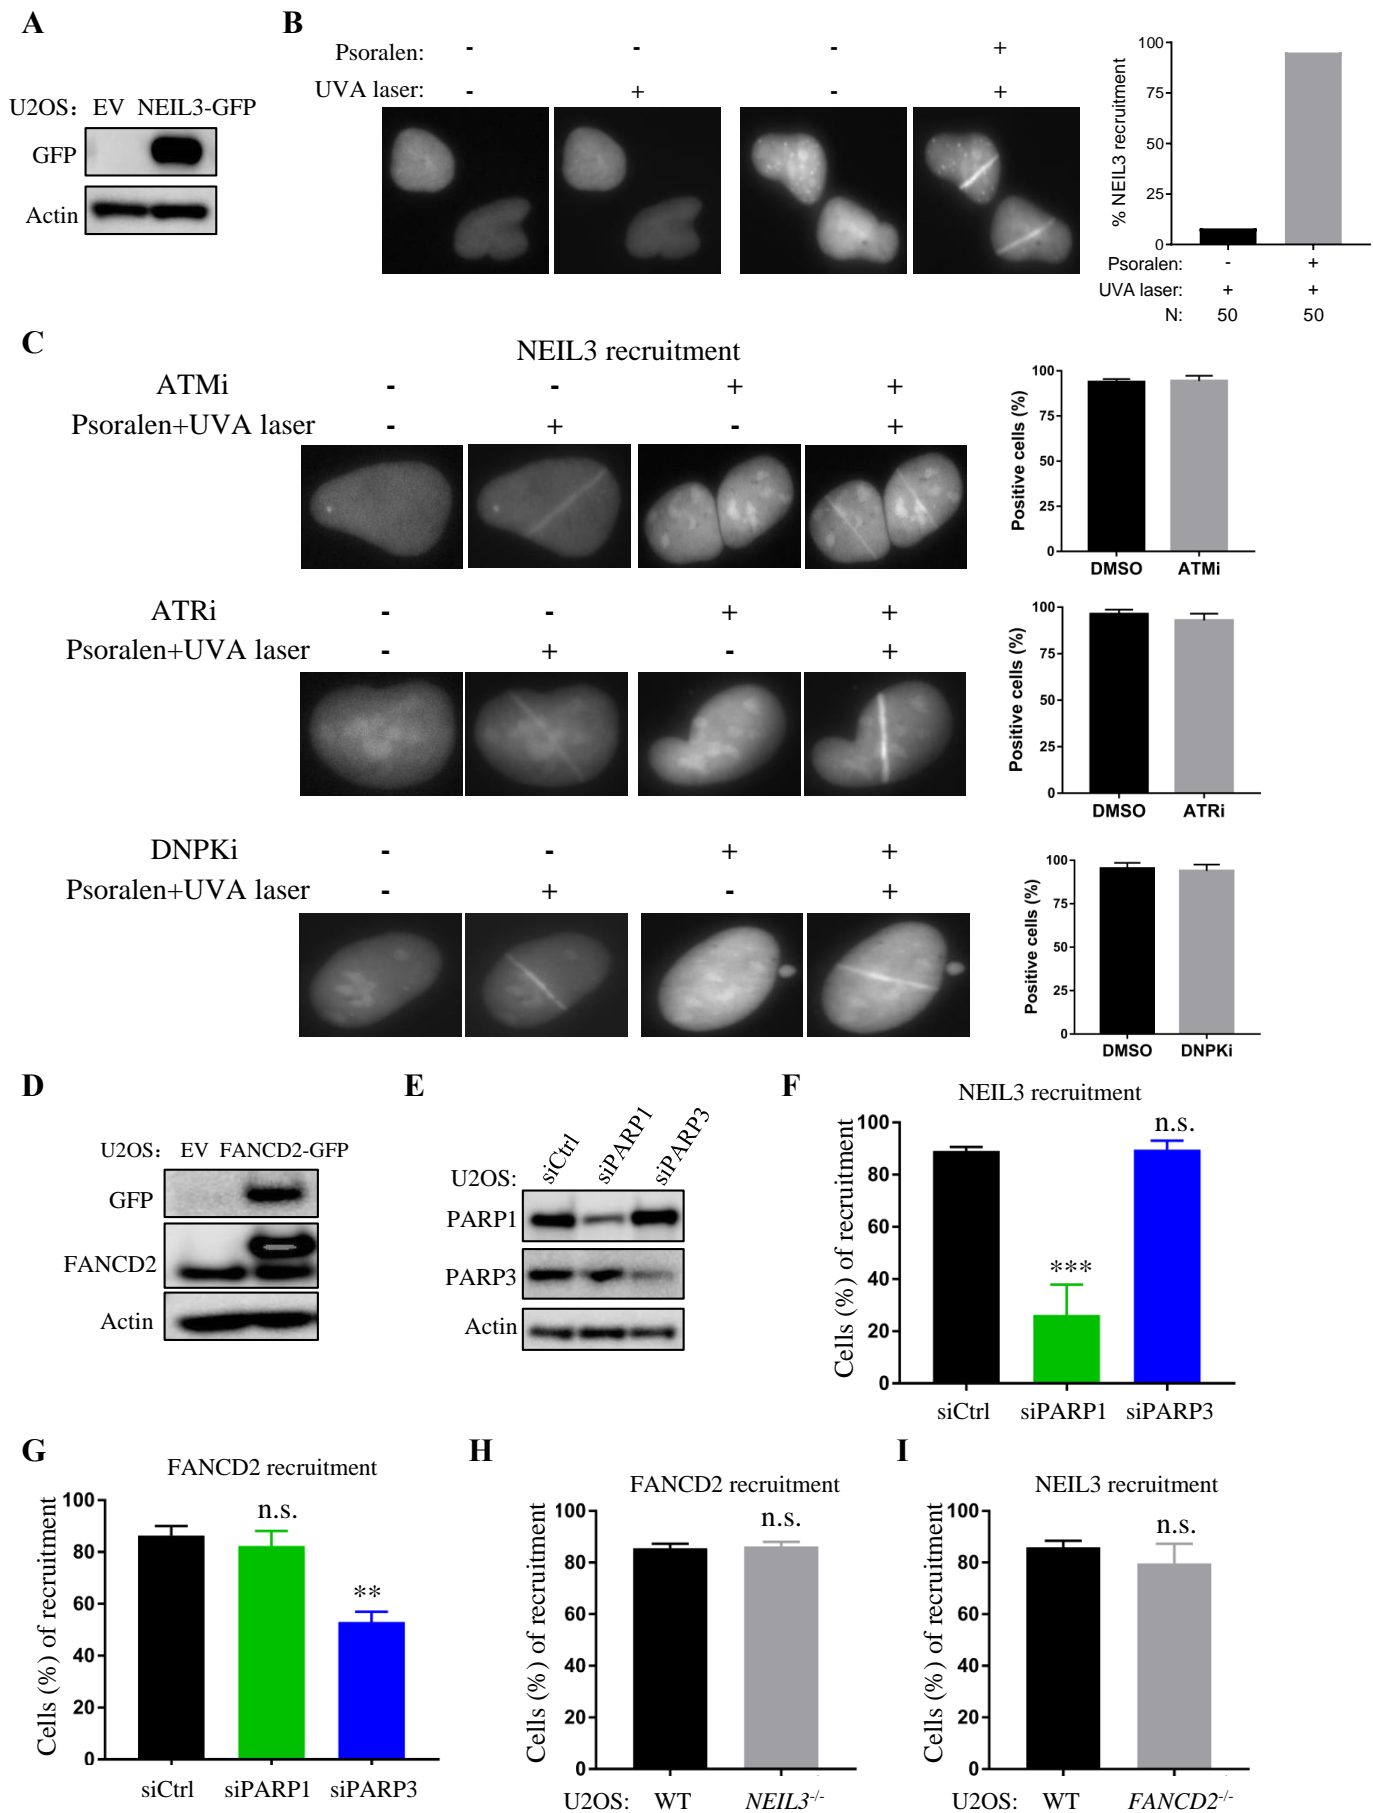 A
U2OS: EV NEIL3-GFP
GFP
Actin
B
Psoralen: - - - +
UVA laser: - + - +
% NEIL3 recruitment
100
75
50
25
0
Psoralen: - +
UVA laser: + +
N: 50 50
C
NEIL3 recruitment
ATMi - - + +
Psoralen+UVA laser - + - +
Positive cells (%)
100
75
50
25
0
DMSO ATMi
ATRi - - + +
Psoralen+UVA laser - + - +
Positive cells (%)
100
75
50
25
0
DMSO ATRi
DNPKi - - + +
Psoralen+UVA laser - + - +
Positive cells (%)
100
75
50
25
0
DMSO DNPKi
D
U2OS: EV FANCD2-GFP
GFP
FANCD2
Actin
E
U2OS: siCtrl siPARP1 siPARP3
PARP1
PARP3
Actin
F
NEIL3 recruitment
Cells (%) of recruitment
100
80
60
40
20
0
***
n.s.
siCtrl siPARP1 siPARP3
G
FANCD2 recruitment
Cells (%) of recruitment
100
80
60
40
20
0
n.s.
**
siCtrl siPARP1 siPARP3
H
FANCD2 recruitment
Cells (%) of recruitment
100
80
60
40
20
0
n.s.
U2OS: WT NEIL3-/-
I
NEIL3 recruitment
Cells (%) of recruitment
100
80
60
40
20
0
n.s.
U2OS: WT FANCD2-/-